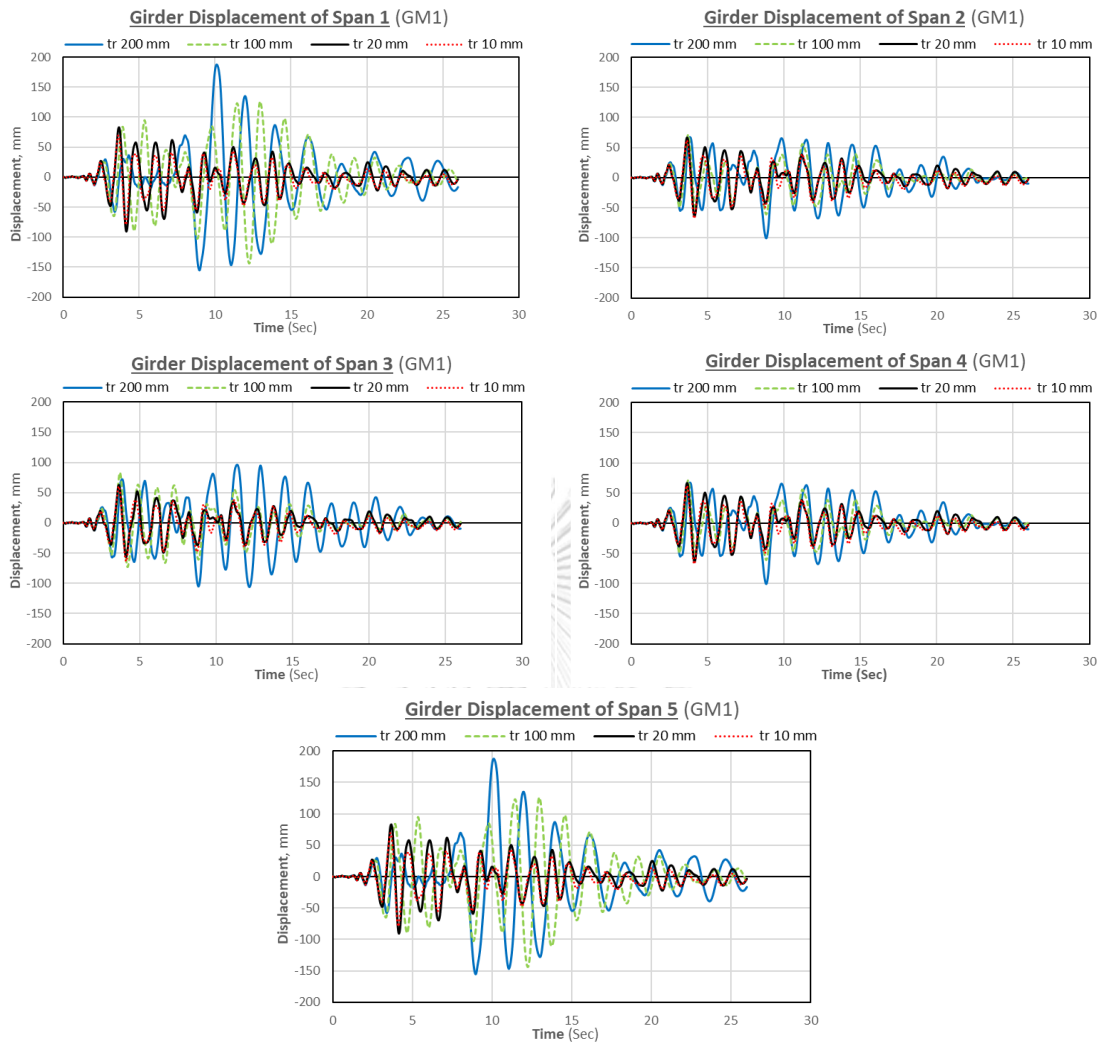 Girder Displacement of Span 1 (GM1)
tr 200 mm tr 100 mm tr 20 mm tr 10 mm
Displacement, mm
200
150
100
50
0
-50
-100
-150
-200
0 5 10 15 20 25 30
Time (Sec)
Girder Displacement of Span 2 (GM1)
tr 200 mm tr 100 mm tr 20 mm tr 10 mm
Displacement, mm
200
150
100
50
0
-50
-100
-150
-200
0 5 10 15 20 25 30
Time (Sec)
Girder Displacement of Span 3 (GM1)
tr 200 mm tr 100 mm tr 20 mm tr 10 mm
Displacement, mm
200
150
100
50
0
-50
-100
-150
-200
0 5 10 15 20 25 30
Time (Sec)
Girder Displacement of Span 4 (GM1)
tr 200 mm tr 100 mm tr 20 mm tr 10 mm
Displacement, mm
200
150
100
50
0
-50
-100
-150
-200
0 5 10 15 20 25 30
Time (Sec)
Girder Displacement of Span 5 (GM1)
tr 200 mm tr 100 mm tr 20 mm tr 10 mm
Displacement, mm
200
150
100
50
0
-50
-100
-150
-200
0 5 10 15 20 25 30
Time (Sec)